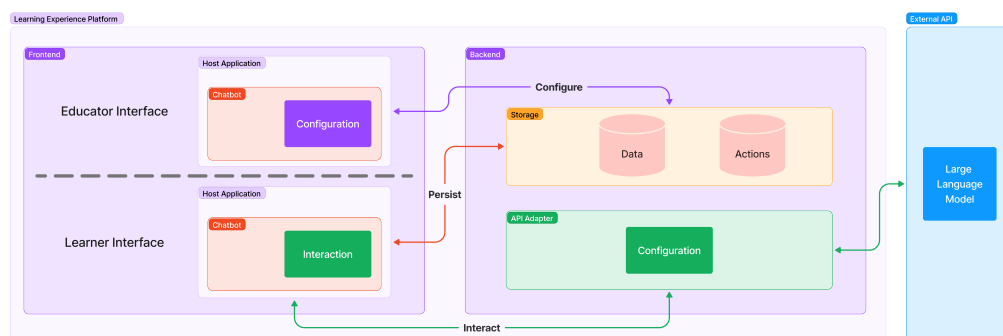 Learning Experience Platform
External API
Frontend
Backend
Host Application
Chatbot
Educator Interface
Configuration
Configure
Storage
Data
Actions
Persist
Host Application
Chatbot
Learner Interface
Interaction
API Adapter
Configuration
Large
Language
Model
Interact